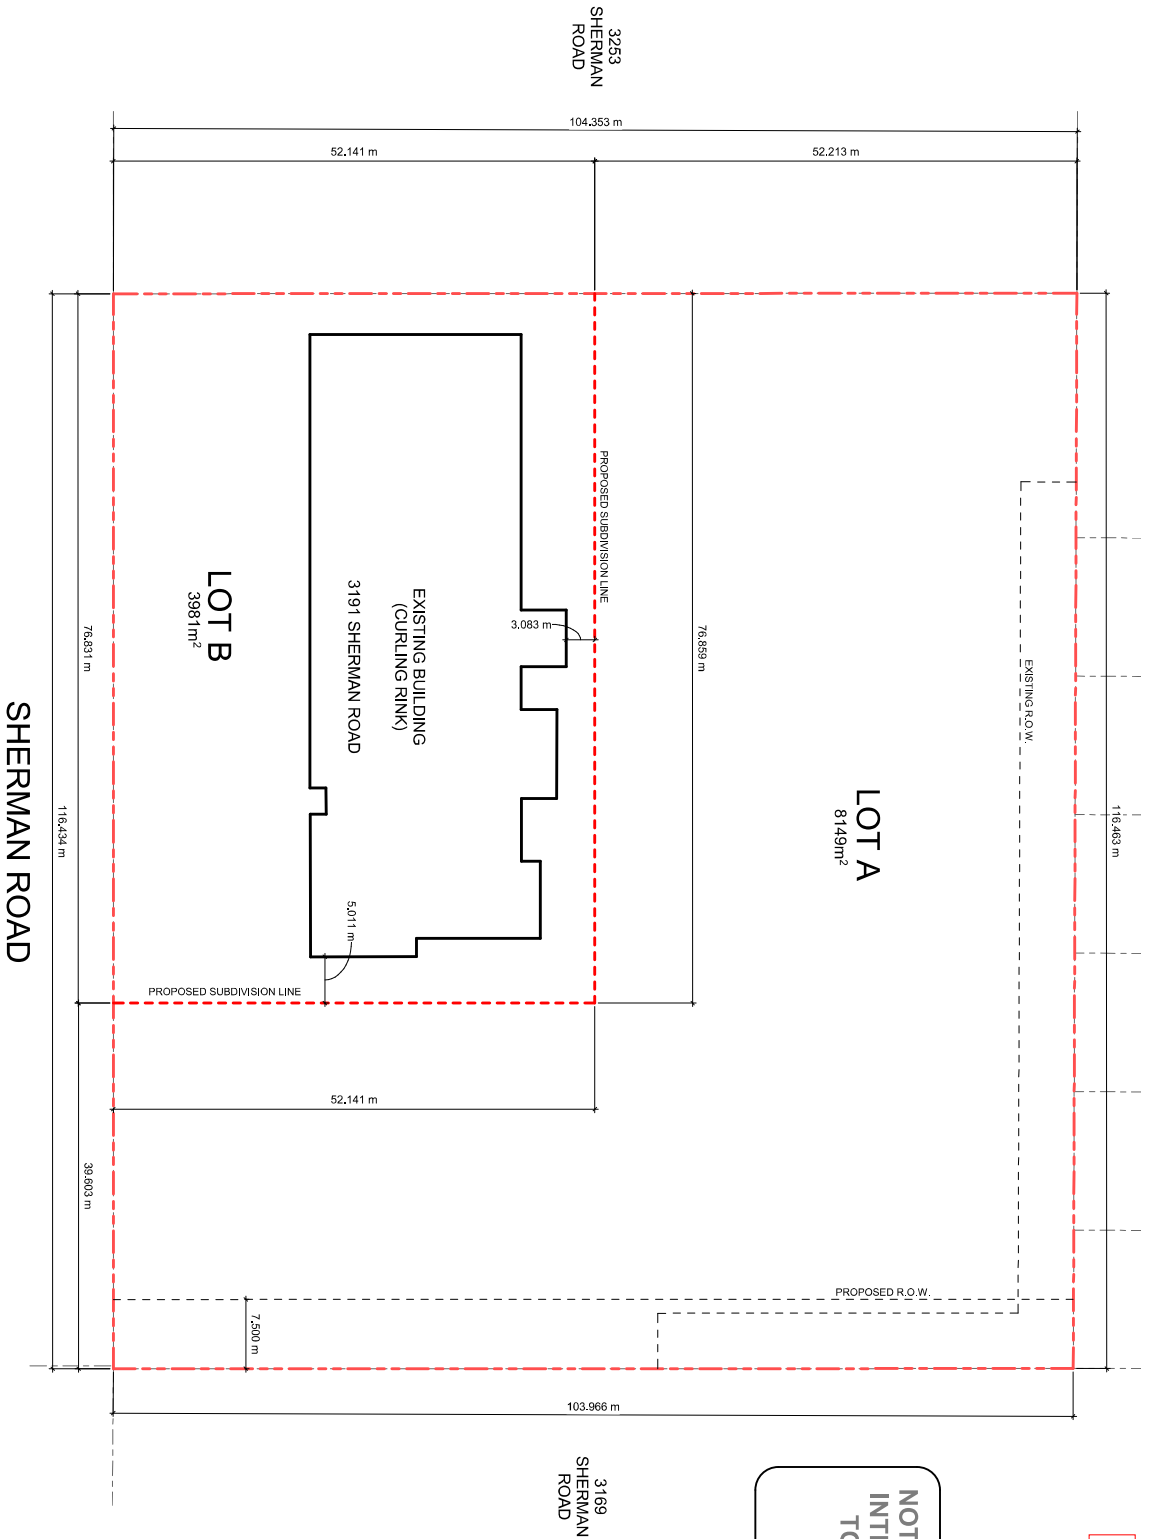 3253
SHERMAN
ROAD
104.353 m
52.141 m
52.213 m
116.463 m
76.859 m
EXISTING R.O.W.
PROPOSED SUBDIVISION LINE
3.083 m
LOT A
8149m²
EXISTING BUILDING
(CURLING RINK)
3191 SHERMAN ROAD
LOT B
3981m²
76.831 m
116.434 m
SHERMAN ROAD
5.011 m
PROPOSED SUBDIVISION LINE
52.141 m
39.603 m
PROPOSED R.O.W.
7.500 m
103.966 m
3169
SHERMAN
ROAD
NOT